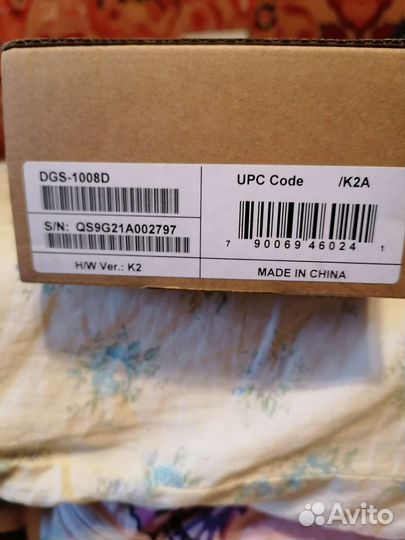 DGS-1008D
S/N: QS9G21A002797
H/W Ver.: K2
UPC Code /K2A
7 90069 46024 1
MADE IN CHINA
Avito